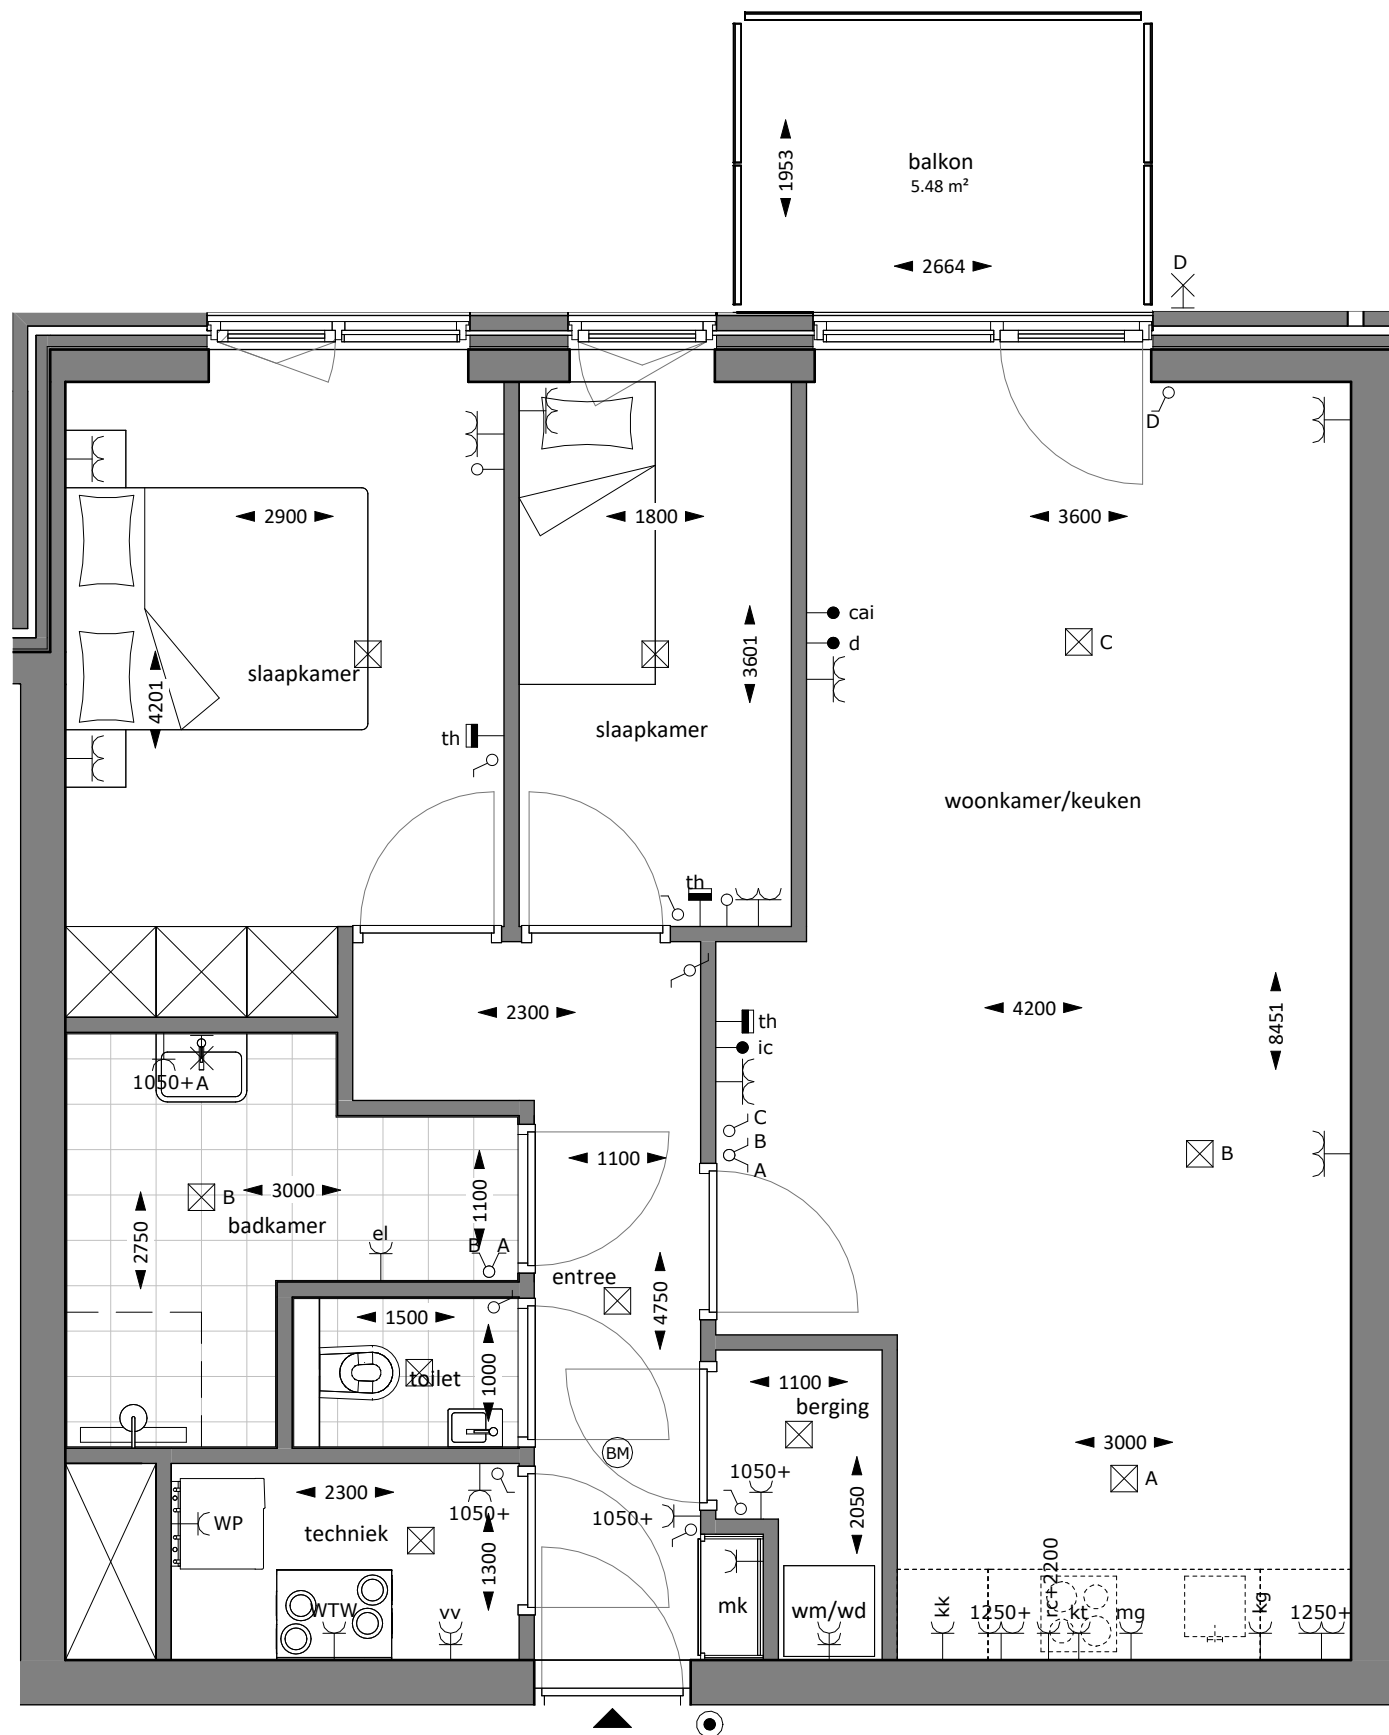 balkon
5.48 m²
1953
2664
D
D
2900
1800
3600
cai
d
C
3601
slaapkamer
4201
slaapkamer
th
woonkamer/keuken
th
2300
4200
8451
th
ic
1050+A
C
B
A
1100
B
3000
1100
B
badkamer
2750
el
B A
entree
4750
1500
1000
toilet
1100
berging
3000
A
BM
1050+
2050
2300
WP
techniek
1050+
1300
1050+
WTW
vv
mk
wm/wd
kk
1250+
rc+2200
kt
mg
kg
1250+